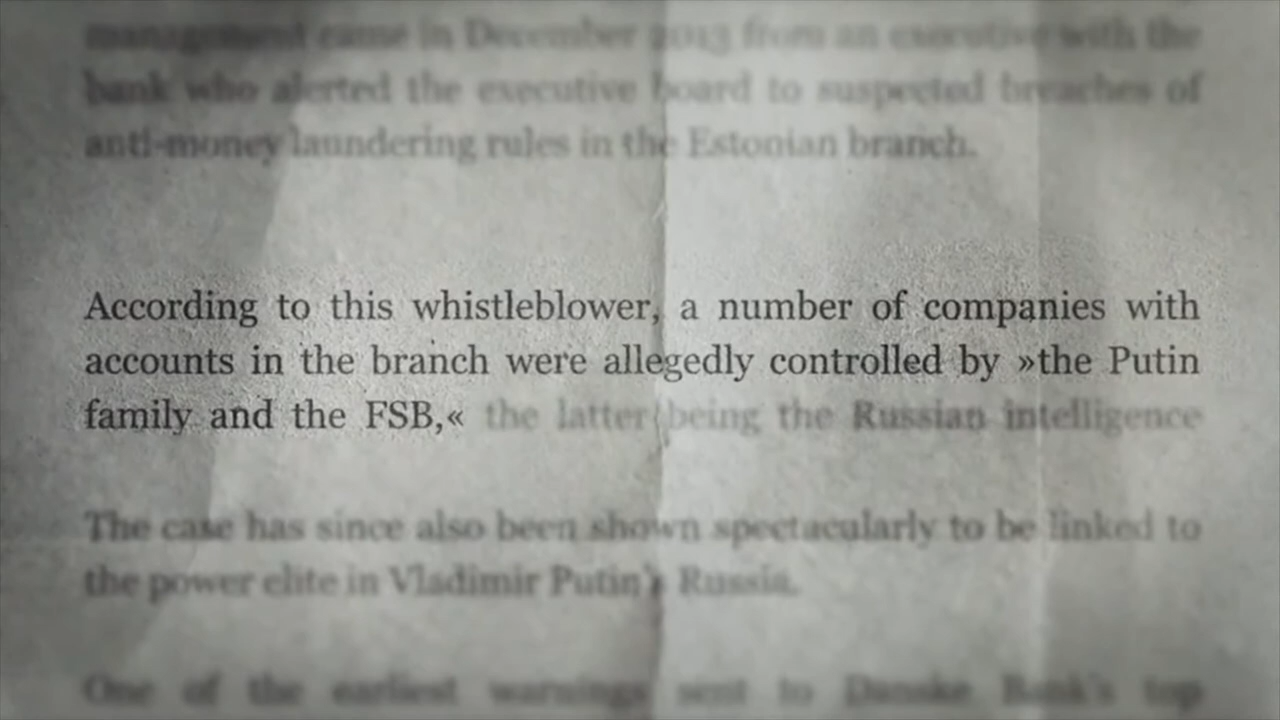 management came in December 2013 from an executive with the
bank who alerted the executive board to suspected breaches of
anti-money laundering rules in the Estonian branch.
According to this whistleblower, a number of companies with
accounts in the branch were allegedly controlled by »the Putin
family and the FSB,« the latter being the Russian intelligence
The case has since also been shown spectacularly to be linked to
the power elite in Vladimir Putin's Russia.
One of the earliest warnings sent to Danske Bank's top